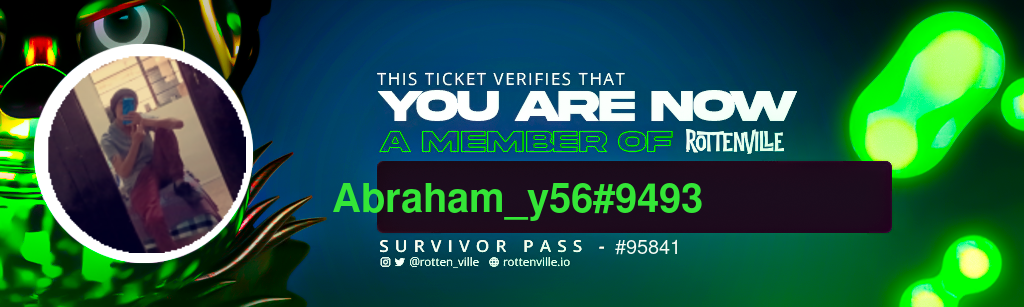 THIS TICKET VERIFIES THAT
YOU ARE NOW
A MEMBER OF ROTTENVILLE
Abraham_y56#9493
SURVIVOR PASS - #95841
@rotten_ville rottenville.io